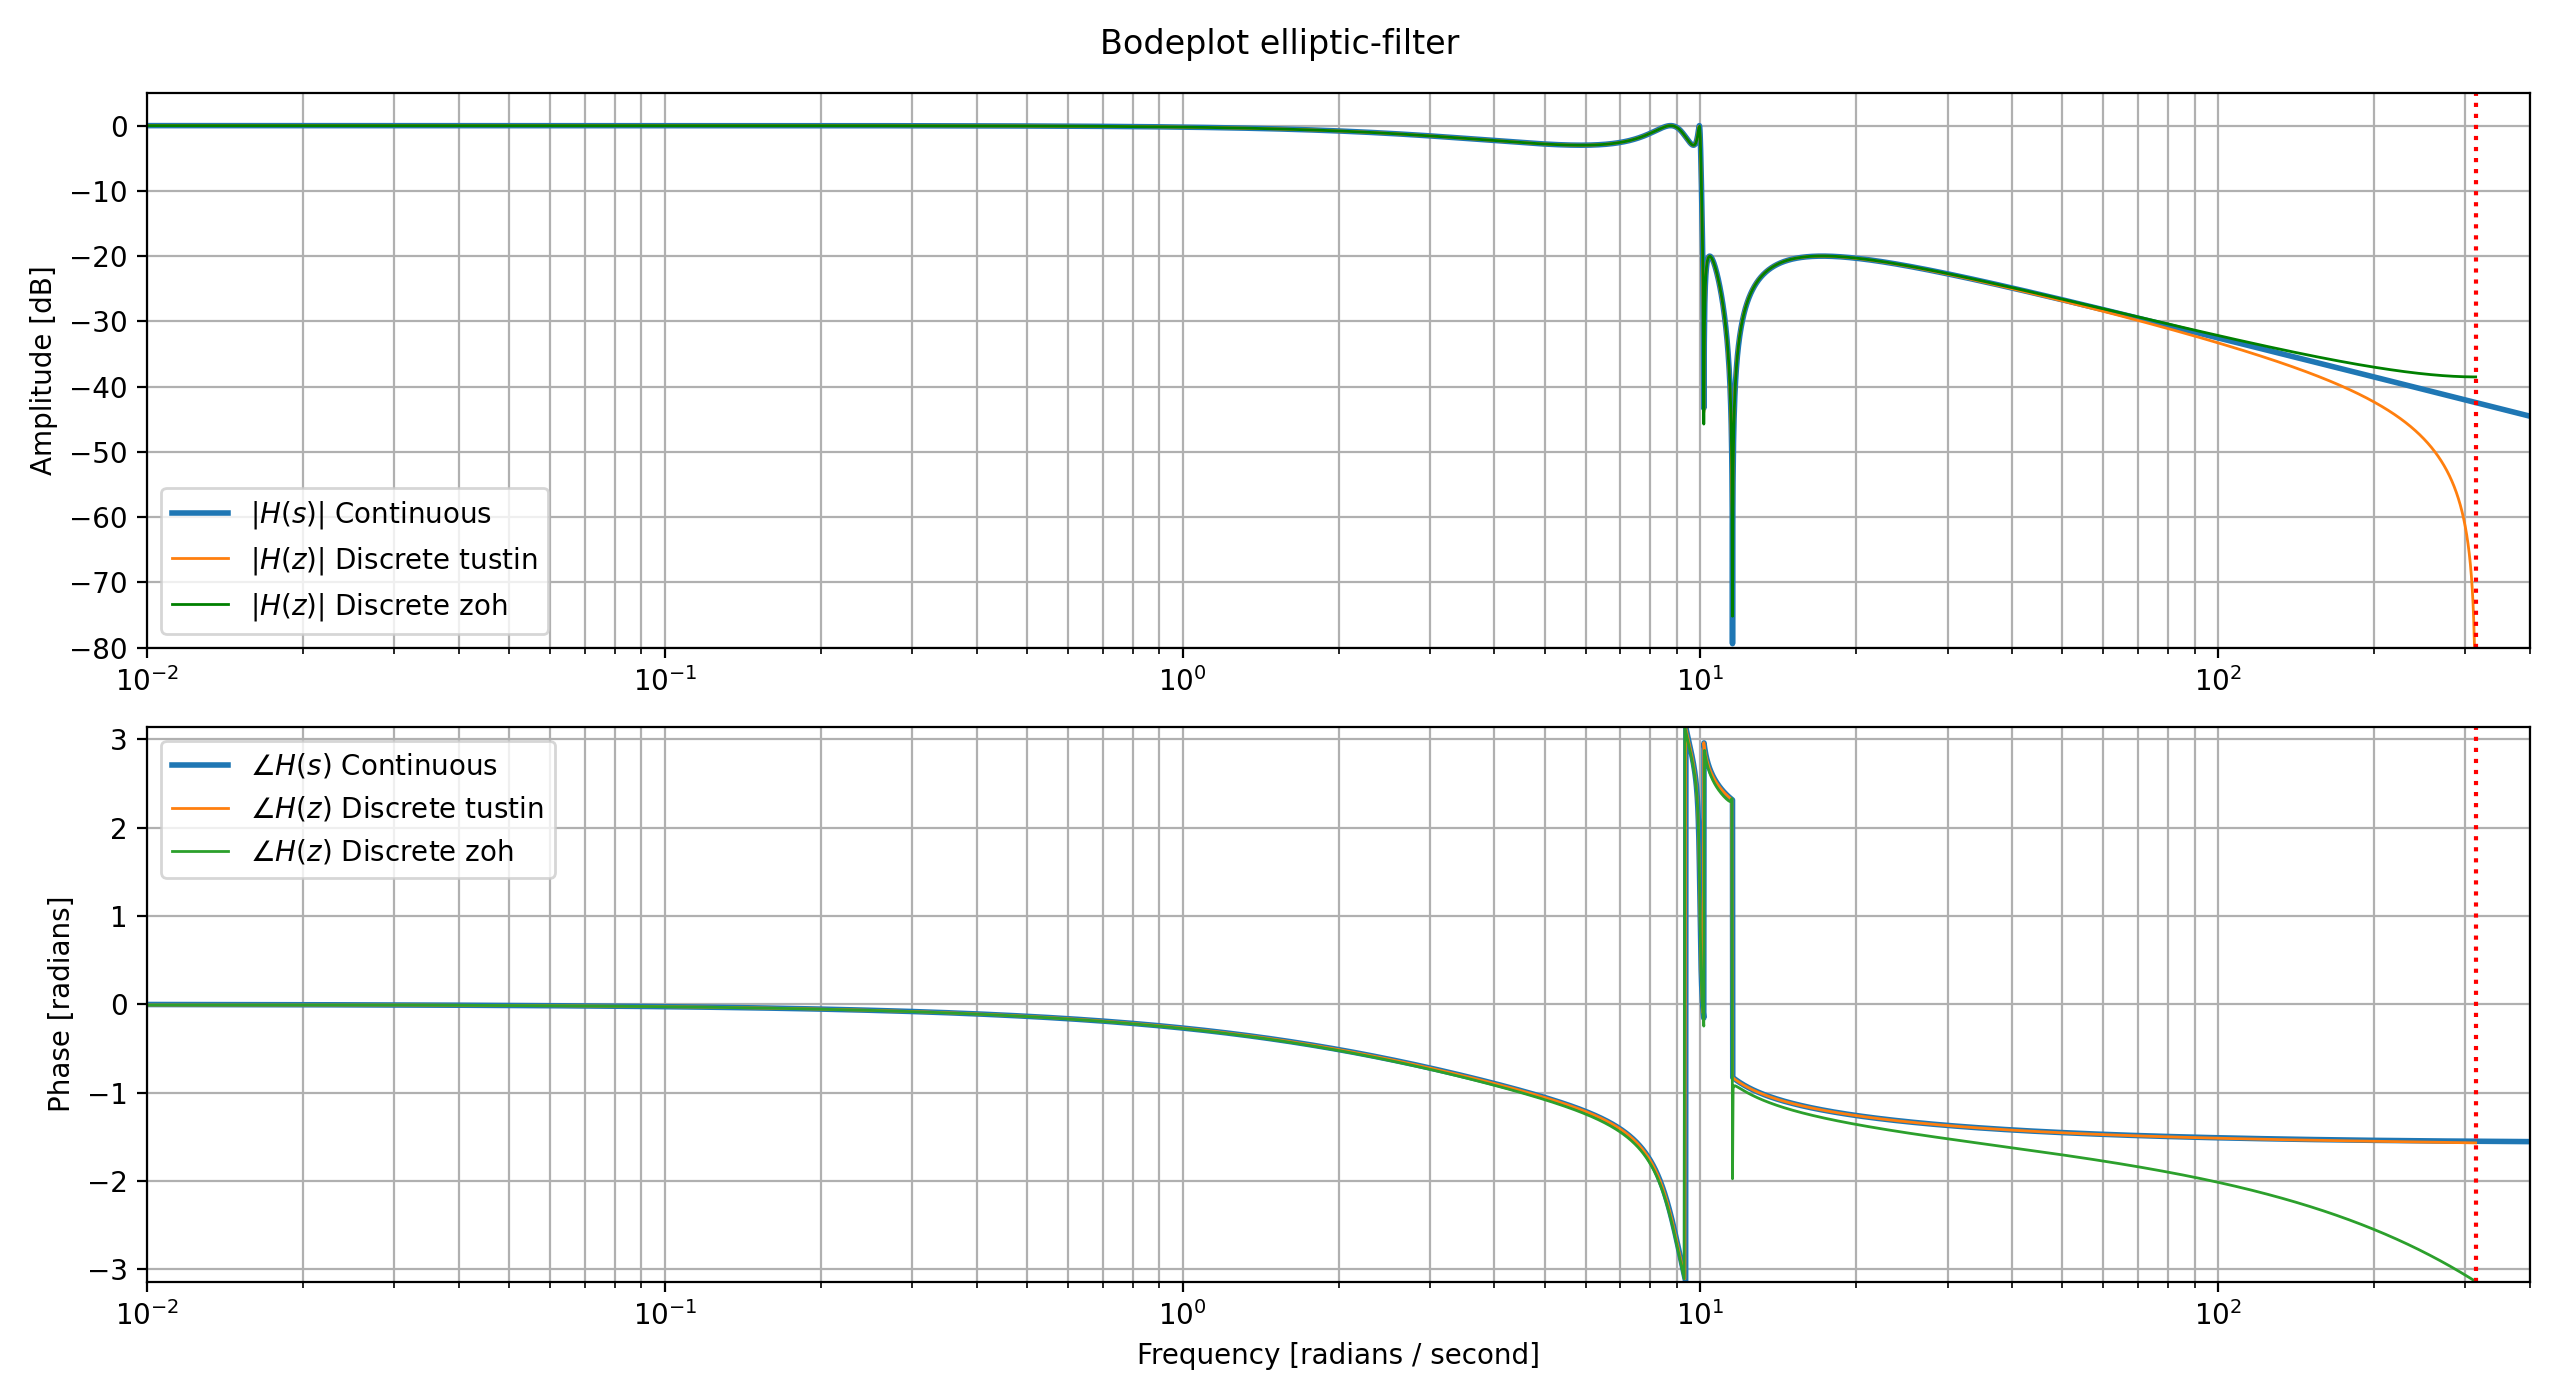 Bodeplot elliptic-filter
Amplitude [dB]
0
−10
−20
−30
−40
−50
−60
−70
−80
|H(s)| Continuous
|H(z)| Discrete tustin
|H(z)| Discrete zoh
10⁻² 10⁻¹ 10⁰ 10¹ 10²
Phase [radians]
3
2
1
0
−1
−2
−3
∠H(s) Continuous
∠H(z) Discrete tustin
∠H(z) Discrete zoh
10⁻² 10⁻¹ 10⁰ 10¹ 10²
Frequency [radians / second]